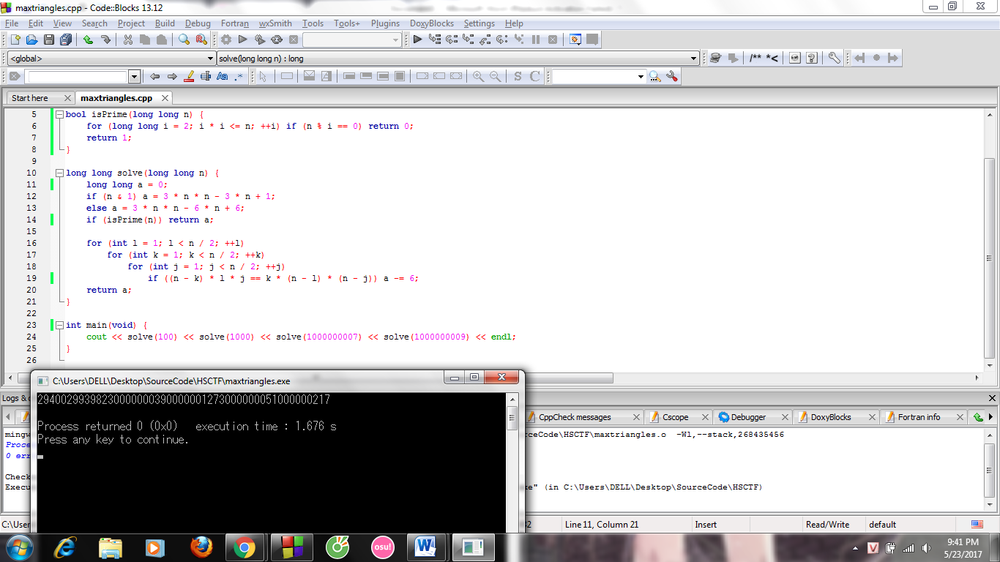 maxtriangles.cpp - Code::Blocks 13.12
File Edit View Search Project Build Debug Fortran wxSmith Tools Tools+ Plugins DoxyBlocks Settings Help
<global> solve(long long n) : long
/** *<
Aa .* S C
Start here maxtriangles.cpp
5 bool isPrime(long long n) {
6 for (long long i = 2; i * i <= n; ++i) if (n % i == 0) return 0;
7 return 1;
8 }
9
10 long long solve(long long n) {
11 long long a = 0;
12 if (n & 1) a = 3 * n * n - 3 * n + 1;
13 else a = 3 * n * n - 6 * n + 6;
14 if (isPrime(n)) return a;
15
16 for (int l = 1; l < n / 2; ++l)
17 for (int k = 1; k < n / 2; ++k)
18 for (int j = 1; j < n / 2; ++j)
19 if ((n - k) * l * j == k * (n - l) * (n - j)) a -= 6;
20 return a;
21 }
22
23 int main(void) {
24 cout << solve(100) << solve(1000) << solve(1000000007) << solve(1000000009) << endl;
25 }
26
C:\Users\DELL\Desktop\SourceCode\HSCTF\maxtriangles.exe
29400299398230000000390000001273000000051000000217
Process returned 0 (0x0) execution time : 1.676 s
Press any key to continue.
Logs &
CppCheck messages Cscope Debugger DoxyBlocks Fortran info
mingw
rceCode\HSCTF\maxtriangles.o -Wl,--stack,268435456
Proce
0 err
Check
Execu
e" (in C:\Users\DELL\Desktop\SourceCode\HSCTF)
C:\User
Line 11, Column 21 Insert Read/Write default
osu!
W
V
9:41 PM
5/23/2017